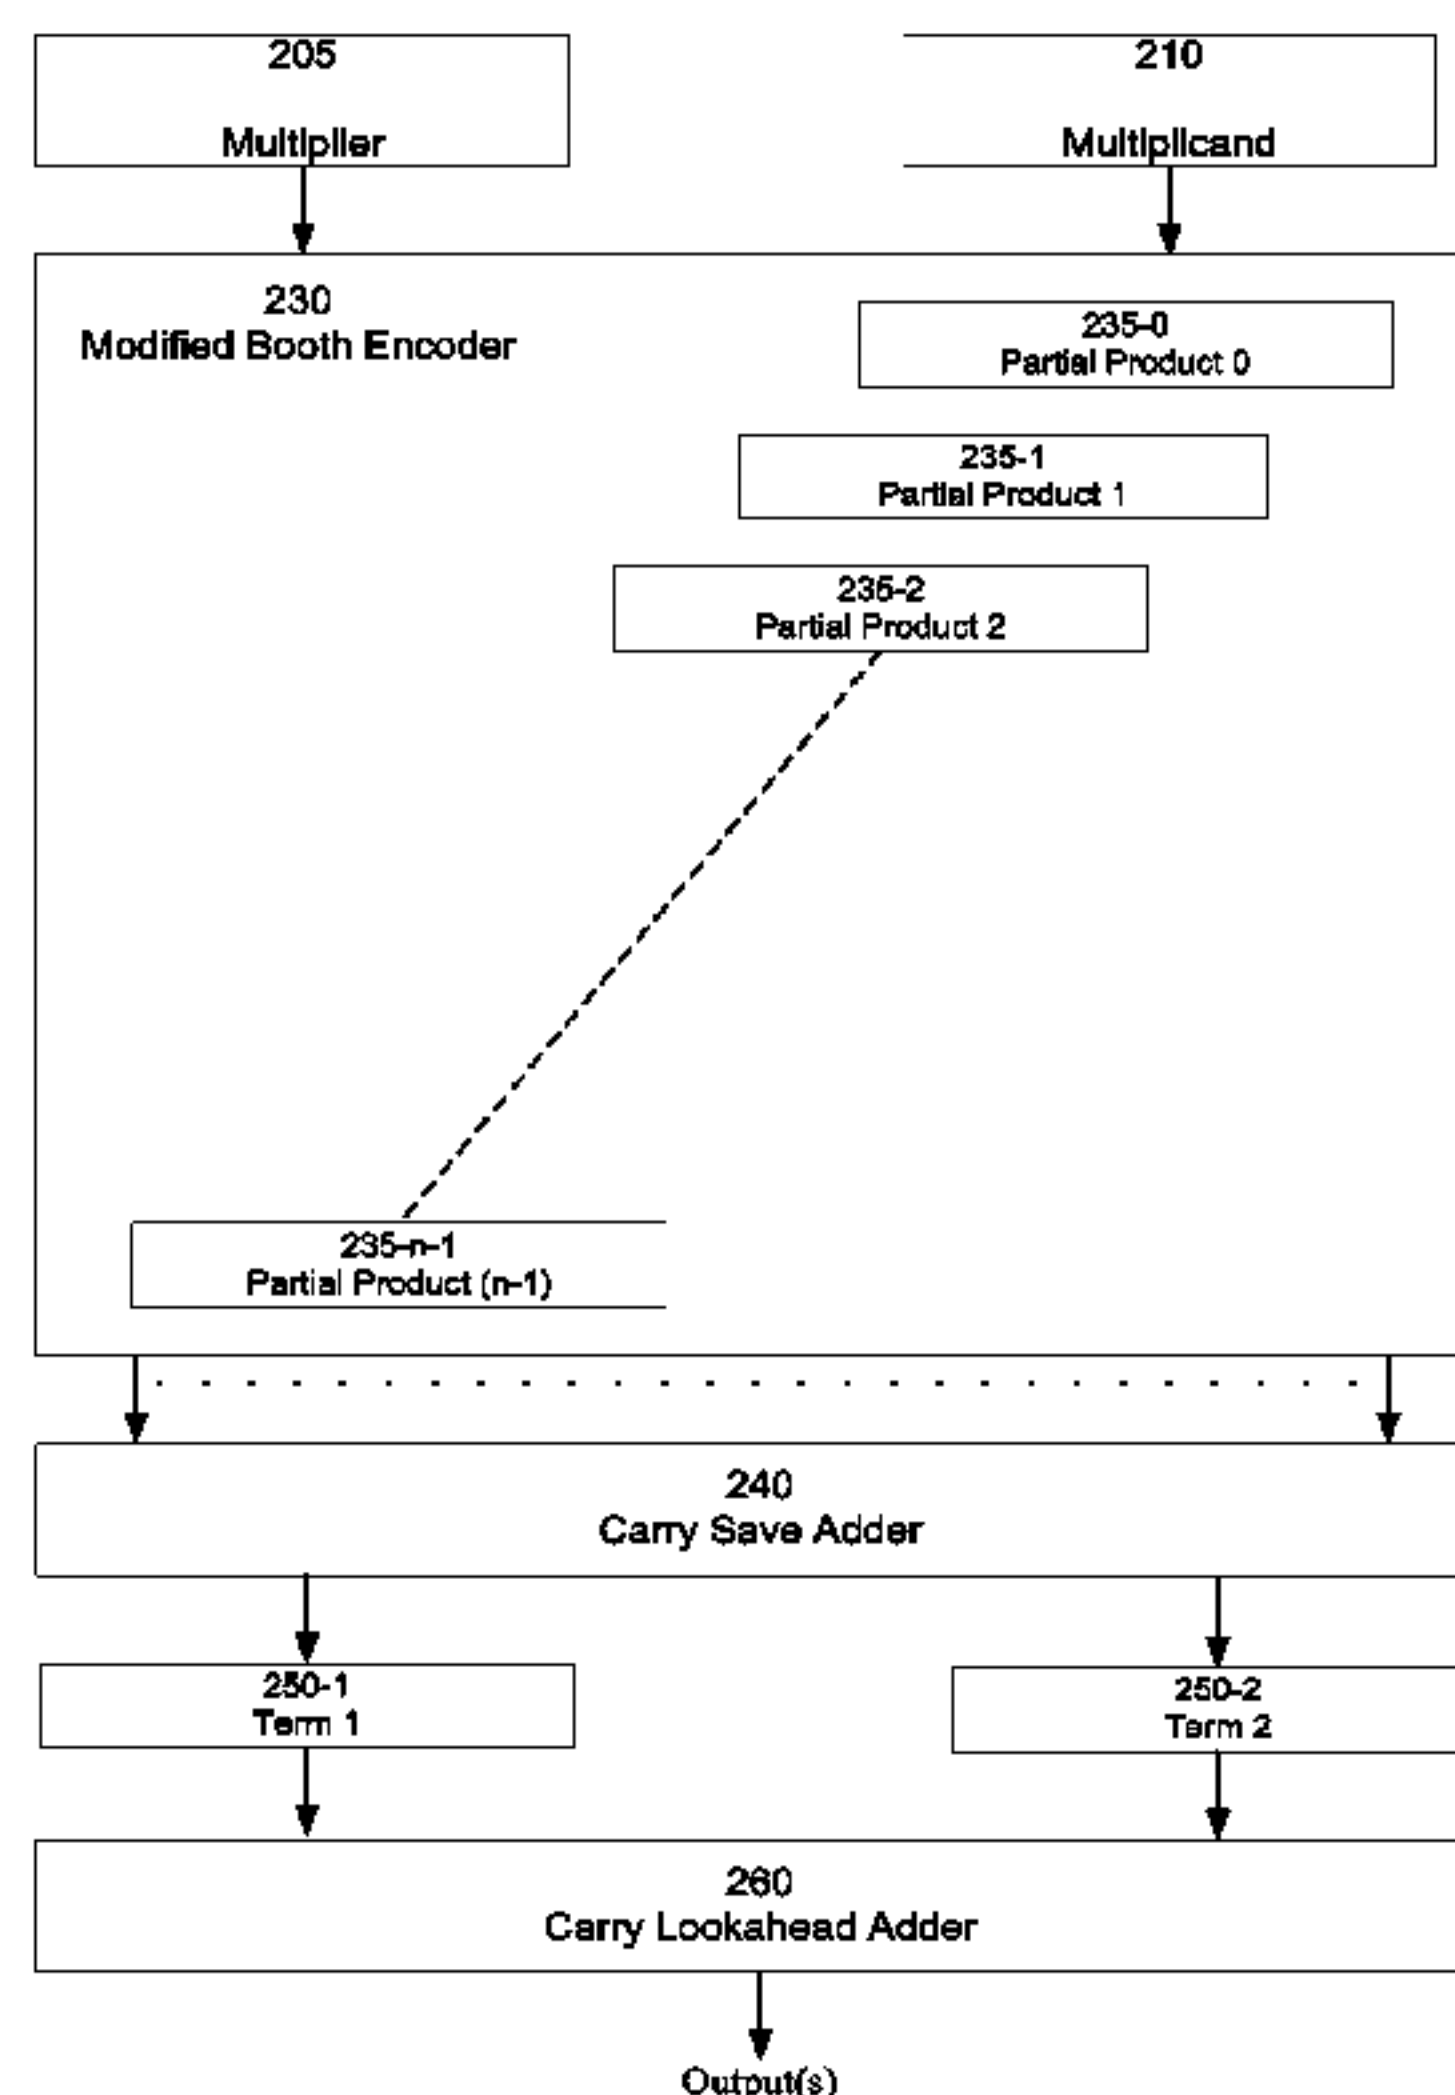 205
Multiplier
210
Multiplicand
230
Modified Booth Encoder
235-0
Partial Product 0
235-1
Partial Product 1
235-2
Partial Product 2
235-n-1
Partial Product (n-1)
240
Carry Save Adder
250-1
Term 1
250-2
Term 2
260
Carry Lookahead Adder
Output(s)